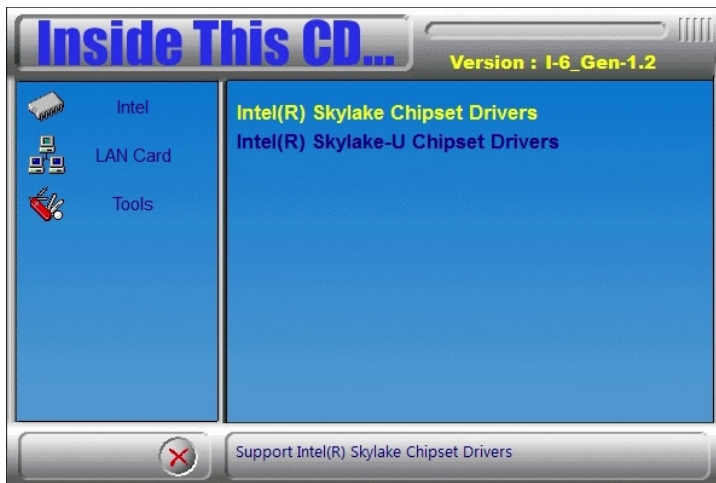 Inside This CD...
Version : I-6_Gen-1.2
Intel
LAN Card
Tools
Intel(R) Skylake Chipset Drivers
Intel(R) Skylake-U Chipset Drivers
Support Intel(R) Skylake Chipset Drivers